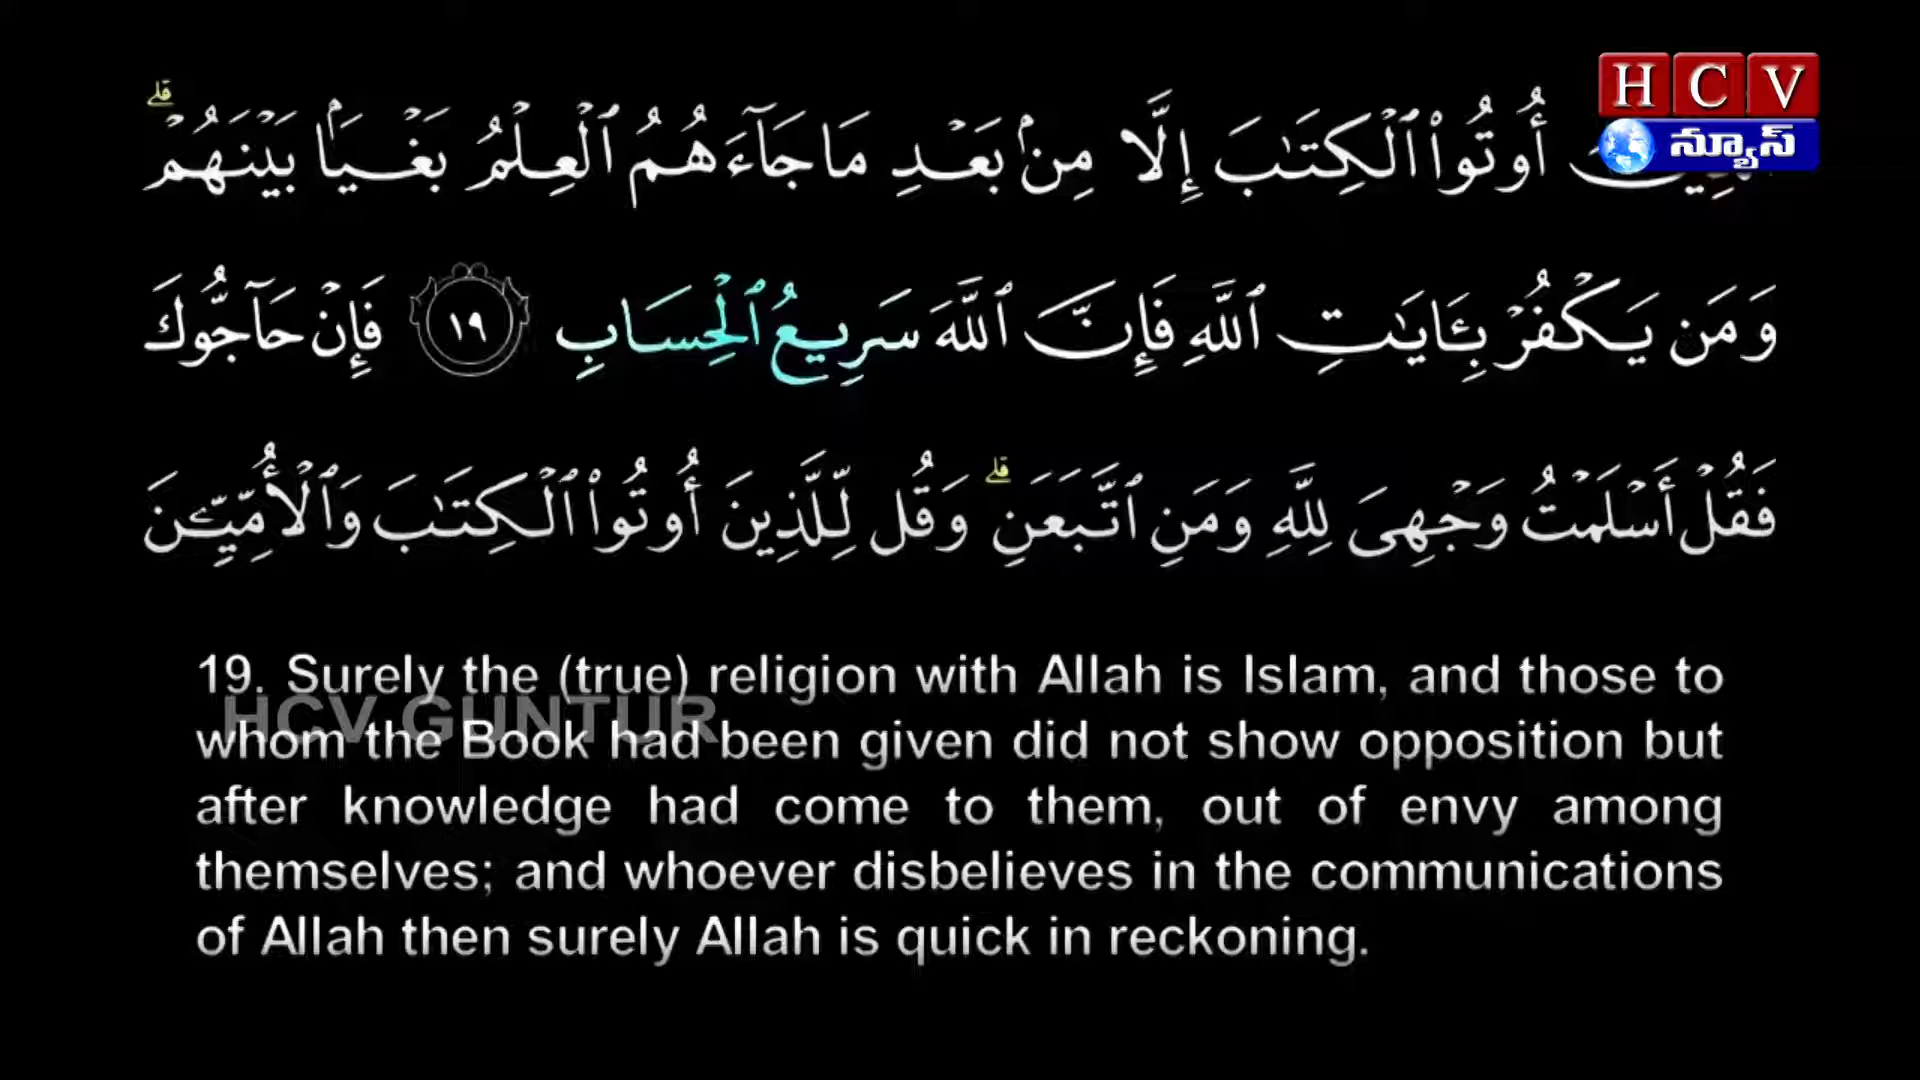 H C V
న్యూస్
أُوتُوا۟ ٱلْكِتَٰبَ إِلَّا مِنۢ بَعْدِ مَا جَآءَهُمُ ٱلْعِلْمُ بَغْيًۢا بَيْنَهُمْ ۗ
وَمَن يَكْفُرْ بِـَٔايَٰتِ ٱللَّهِ فَإِنَّ ٱللَّهَ سَرِيعُ ٱلْحِسَابِ ١٩ فَإِنْ حَآجُّوكَ
فَقُلْ أَسْلَمْتُ وَجْهِىَ لِلَّهِ وَمَنِ ٱتَّبَعَنِ ۗ وَقُل لِّلَّذِينَ أُوتُوا۟ ٱلْكِتَٰبَ وَٱلْأُمِّيِّـۧنَ
19. Surely the (true) religion with Allah is Islam, and those to
HCV GUNTUR
whom the Book had been given did not show opposition but
after knowledge had come to them, out of envy among
themselves; and whoever disbelieves in the communications
of Allah then surely Allah is quick in reckoning.